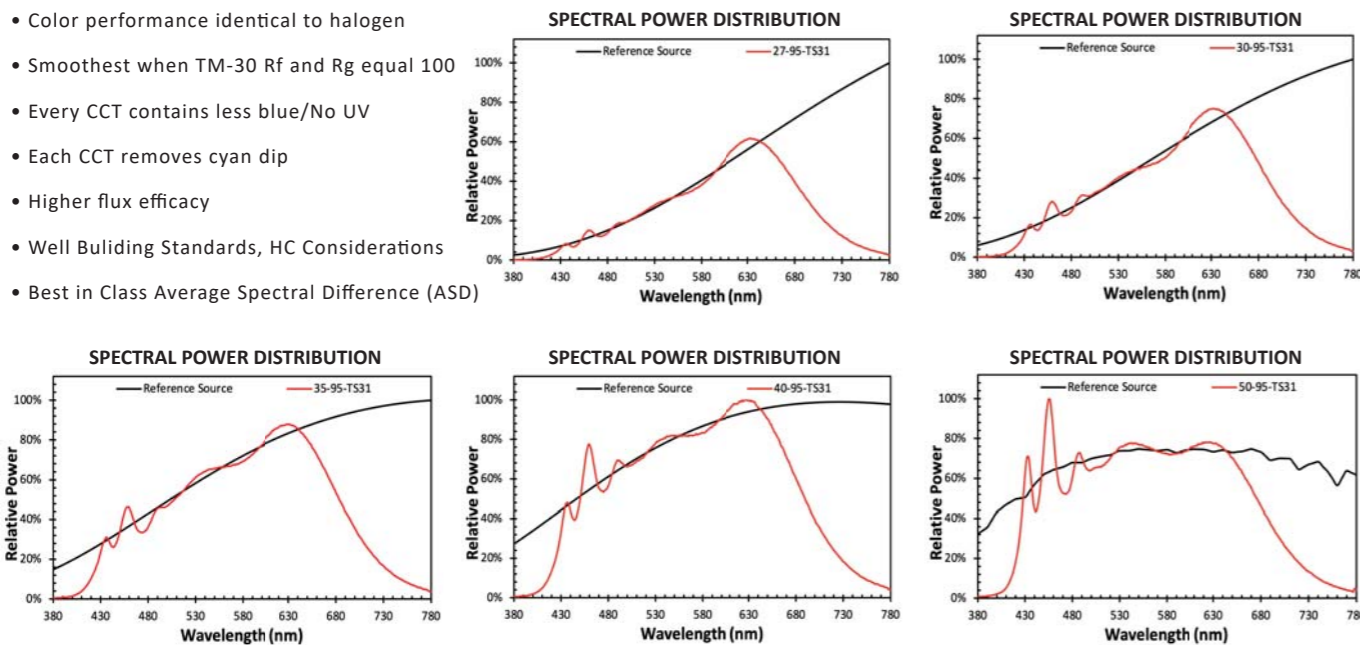 • Color performance identical to halogen
• Smoothest when TM-30 Rf and Rg equal 100
• Every CCT contains less blue/No UV
• Each CCT removes cyan dip
• Higher flux efficacy
• Well Buliding Standards, HC Considerations
• Best in Class Average Spectral Difference (ASD)
SPECTRAL POWER DISTRIBUTION
Reference Source 27-95-TS31
Relative Power
100%
80%
60%
40%
20%
0%
380 430 480 530 580 630 680 730 780
Wavelength (nm)
SPECTRAL POWER DISTRIBUTION
Reference Source 30-95-TS31
Relative Power
100%
80%
60%
40%
20%
0%
380 430 480 530 580 630 680 730 780
Wavelength (nm)
SPECTRAL POWER DISTRIBUTION
Reference Source 35-95-TS31
Relative Power
100%
80%
60%
40%
20%
0%
380 430 480 530 580 630 680 730 780
Wavelength (nm)
SPECTRAL POWER DISTRIBUTION
Reference Source 40-95-TS31
Relative Power
100%
80%
60%
40%
20%
0%
380 430 480 530 580 630 680 730 780
Wavelength (nm)
SPECTRAL POWER DISTRIBUTION
Reference Source 50-95-TS31
Relative Power
100%
80%
60%
40%
20%
0%
380 430 480 530 580 630 680 730 780
Wavelength (nm)